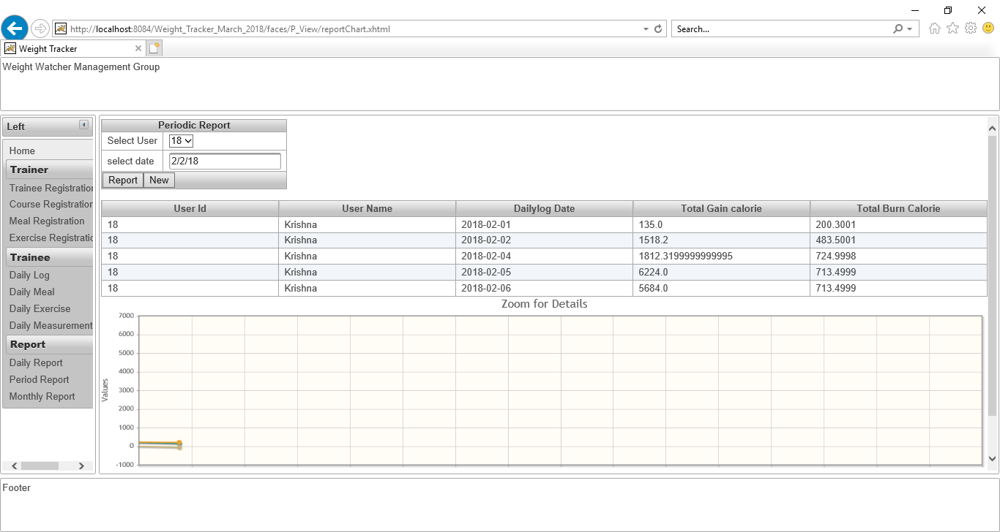 http://localhost:8084/Weight_Tracker_March_2018/faces/P_View/reportChart.xhtml
Search...
Weight Tracker
Weight Watcher Management Group
Left
Home
Trainer
Trainee Registration
Course Registration
Meal Registration
Exercise Registratio
Trainee
Daily Log
Daily Meal
Daily Exercise
Daily Measurement
Report
Daily Report
Period Report
Monthly Report
Periodic Report
Select User 18
select date 2/2/18
Report New
User Id User Name Dailylog Date Total Gain calorie Total Burn Calorie
18 Krishna 2018-02-01 135.0 200.3001
18 Krishna 2018-02-02 1518.2 483.5001
18 Krishna 2018-02-04 1812.3199999999995 724.9998
18 Krishna 2018-02-05 6224.0 713.4999
18 Krishna 2018-02-06 5684.0 713.4999
Zoom for Details
Values
7000
6000
5000
4000
3000
2000
1000
0
-1000
Footer